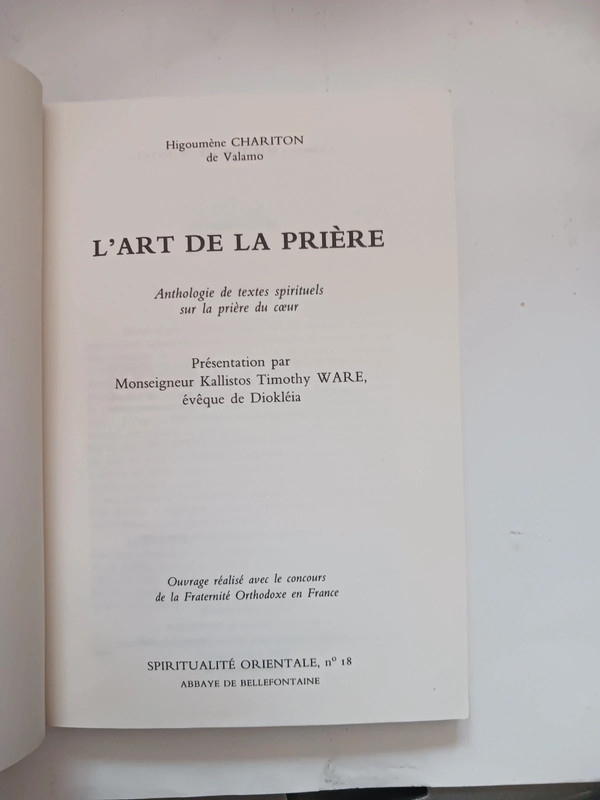 Higoumène CHARITON
de Valamo
L'ART DE LA PRIÈRE
Anthologie de textes spirituels
sur la prière du cœur
Présentation par
Monseigneur Kallistos Timothy WARE,
évêque de Diokléia
Ouvrage réalisé avec le concours
de la Fraternité Orthodoxe en France
SPIRITUALITÉ ORIENTALE, nº 18
ABBAYE DE BELLEFONTAINE